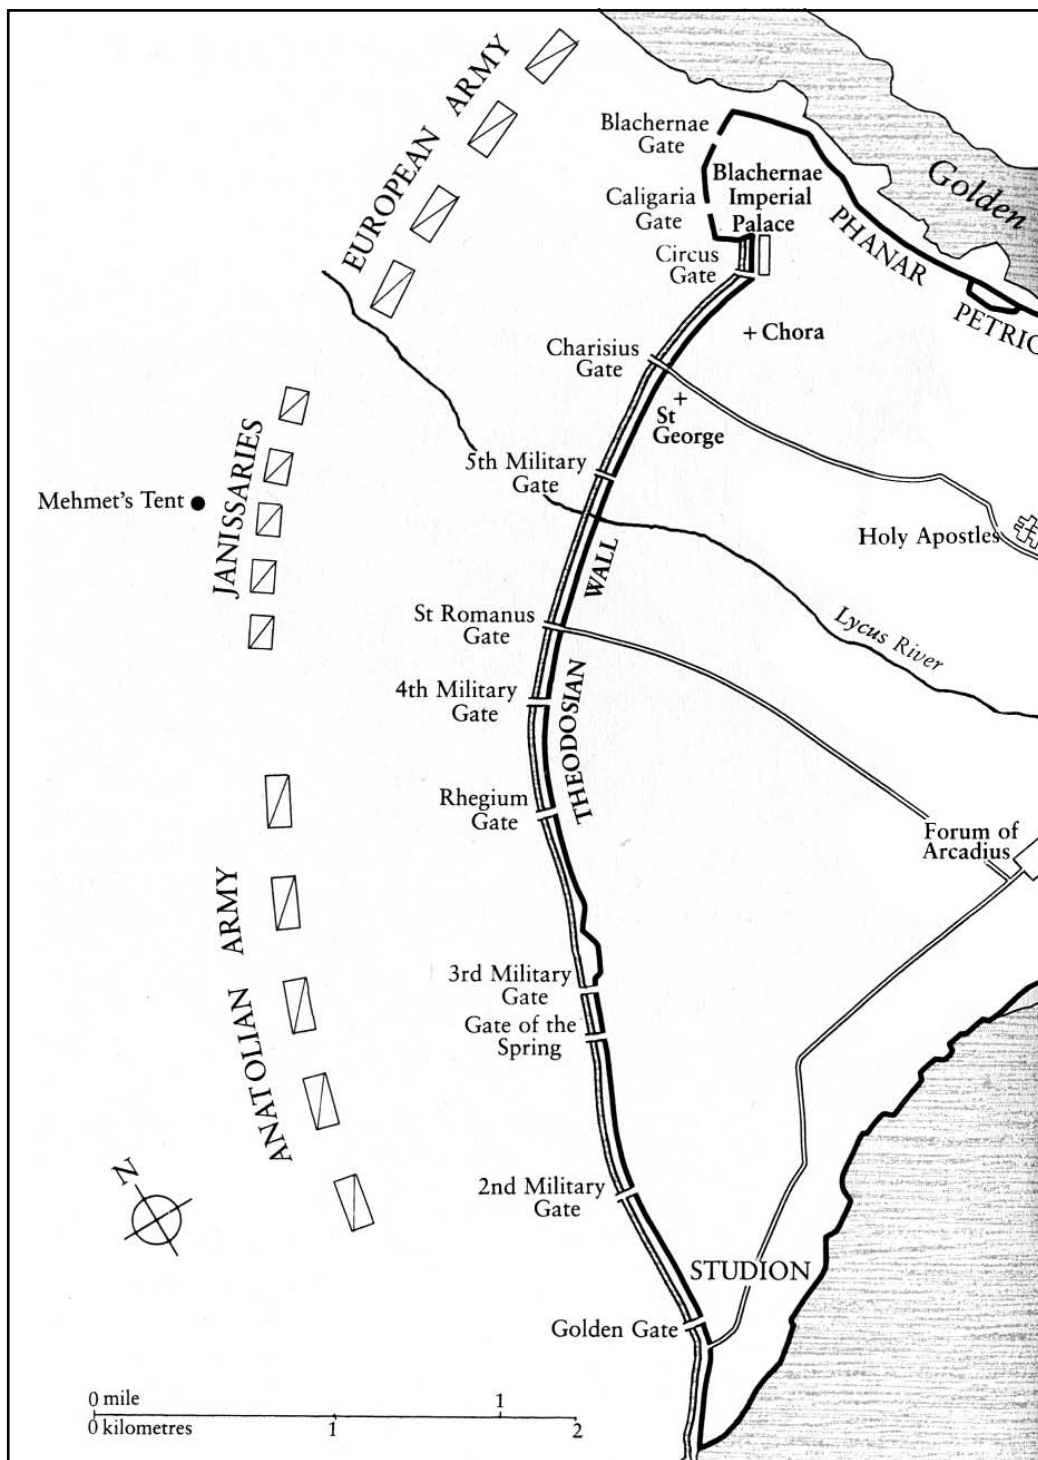 EUROPEAN ARMY
Blachernae
Gate
Blachernae
Imperial
Palace
Golden
Caligaria
Gate
PHANAR
Circus
Gate
PETRIO
+ Chora
Charisius
Gate
+
St
George
JANISSARIES
5th Military
Gate
Mehmet's Tent
Holy Apostles
WALL
St Romanus
Gate
Lycus River
4th Military
Gate
THEODOSIAN
Rhegium
Gate
Forum of
Arcadius
ANATOLIAN ARMY
3rd Military
Gate
Gate of the
Spring
N
2nd Military
Gate
STUDION
Golden Gate
0 mile 1
0 kilometres 1 2